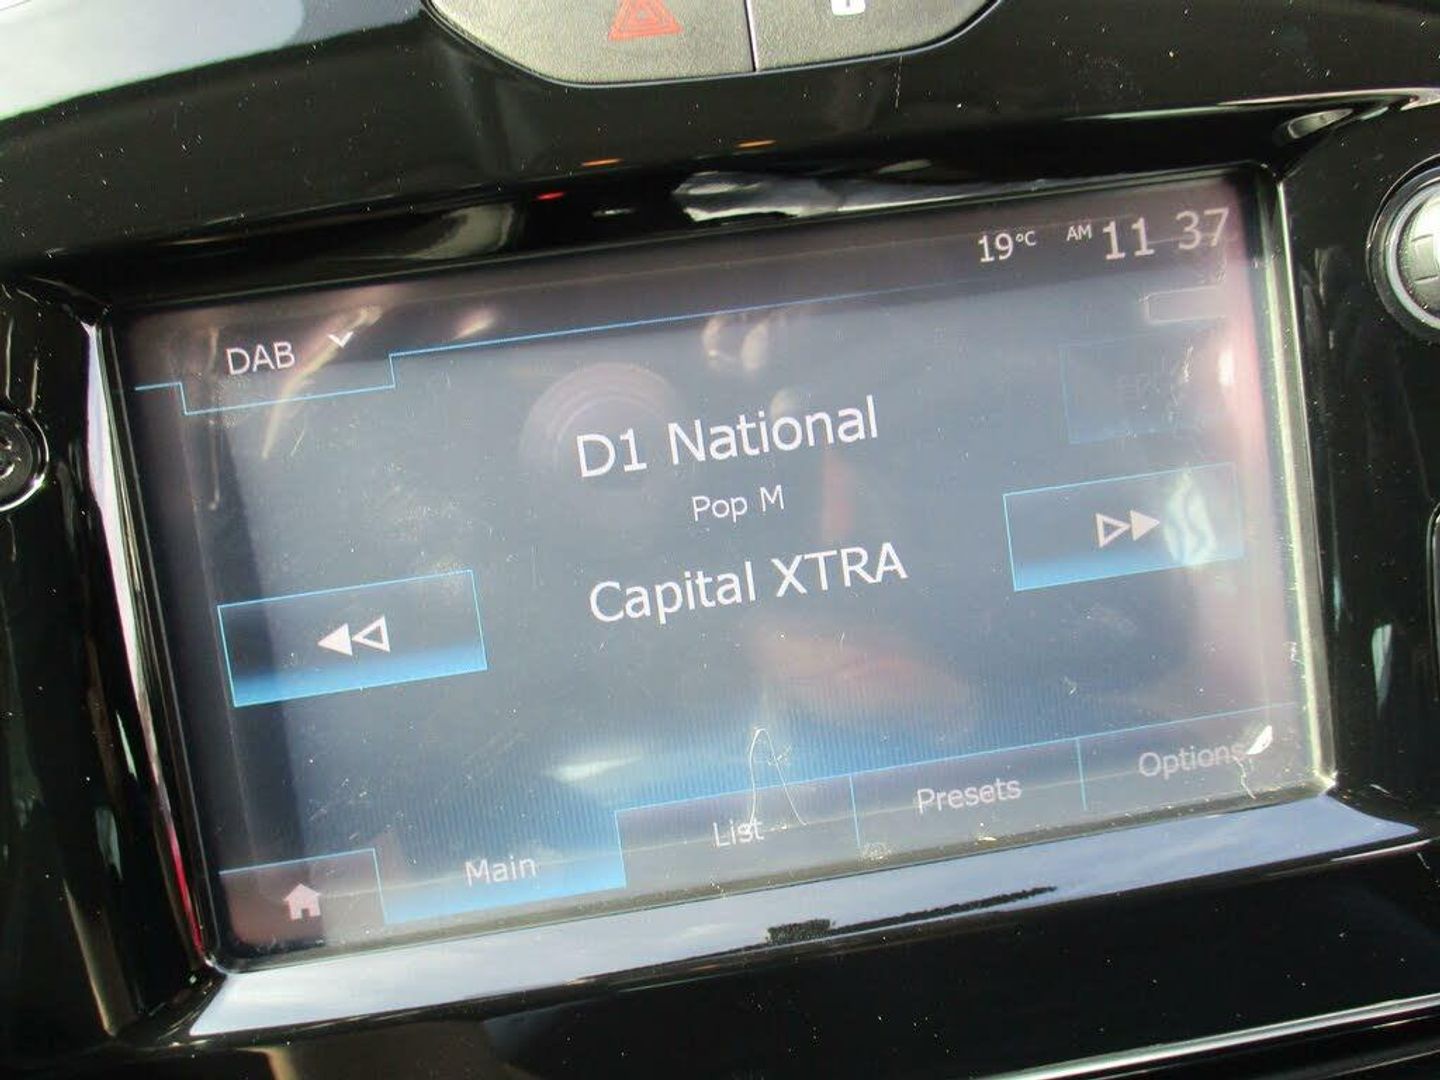 19°C AM 11 37
DAB
D1 National
Pop M
Capital XTRA
Main
List
Presets
Options